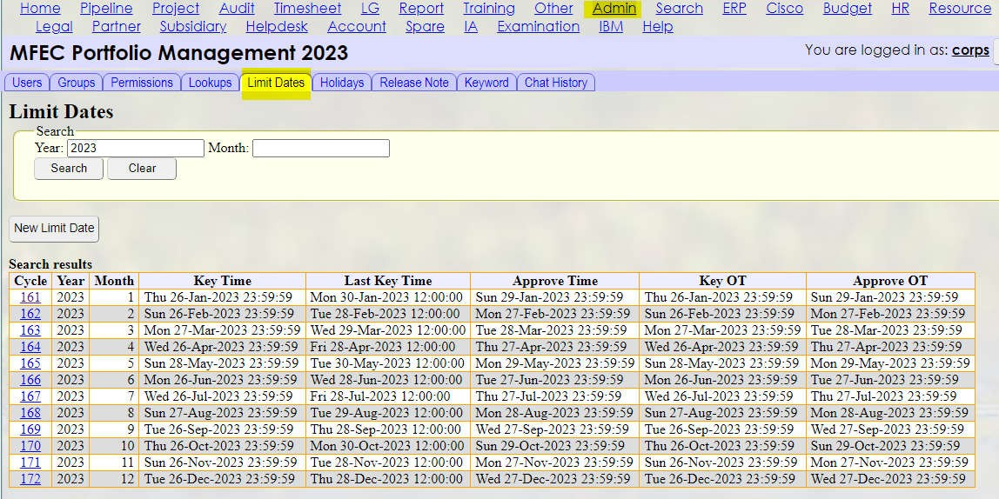 Home Pipeline Project Audit Timesheet LG Report Training Other Admin Search ERP Cisco Budget HR Resource
Legal Partner Subsidiary Helpdesk Account Spare IA Examination IBM Help
MFEC Portfolio Management 2023 You are logged in as: corps
Users Groups Permissions Lookups Limit Dates Holidays Release Note Keyword Chat History
Limit Dates
Search
Year: 2023 Month:
Search Clear
New Limit Date
Search results
Cycle Year Month Key Time Last Key Time Approve Time Key OT Approve OT
161 2023 1 Thu 26-Jan-2023 23:59:59 Mon 30-Jan-2023 12:00:00 Sun 29-Jan-2023 23:59:59 Thu 26-Jan-2023 23:59:59 Sun 29-Jan-2023 23:59:59
162 2023 2 Sun 26-Feb-2023 23:59:59 Tue 28-Feb-2023 12:00:00 Mon 27-Feb-2023 23:59:59 Sun 26-Feb-2023 23:59:59 Mon 27-Feb-2023 23:59:59
163 2023 3 Mon 27-Mar-2023 23:59:59 Wed 29-Mar-2023 12:00:00 Tue 28-Mar-2023 23:59:59 Mon 27-Mar-2023 23:59:59 Tue 28-Mar-2023 23:59:59
164 2023 4 Wed 26-Apr-2023 23:59:59 Fri 28-Apr-2023 12:00:00 Thu 27-Apr-2023 23:59:59 Wed 26-Apr-2023 23:59:59 Thu 27-Apr-2023 23:59:59
165 2023 5 Sun 28-May-2023 23:59:59 Tue 30-May-2023 12:00:00 Mon 29-May-2023 23:59:59 Sun 28-May-2023 23:59:59 Mon 29-May-2023 23:59:59
166 2023 6 Mon 26-Jun-2023 23:59:59 Wed 28-Jun-2023 12:00:00 Tue 27-Jun-2023 23:59:59 Mon 26-Jun-2023 23:59:59 Tue 27-Jun-2023 23:59:59
167 2023 7 Wed 26-Jul-2023 23:59:59 Fri 28-Jul-2023 12:00:00 Thu 27-Jul-2023 23:59:59 Wed 26-Jul-2023 23:59:59 Thu 27-Jul-2023 23:59:59
168 2023 8 Sun 27-Aug-2023 23:59:59 Tue 29-Aug-2023 12:00:00 Mon 28-Aug-2023 23:59:59 Sun 27-Aug-2023 23:59:59 Mon 28-Aug-2023 23:59:59
169 2023 9 Tue 26-Sep-2023 23:59:59 Thu 28-Sep-2023 12:00:00 Wed 27-Sep-2023 23:59:59 Tue 26-Sep-2023 23:59:59 Wed 27-Sep-2023 23:59:59
170 2023 10 Thu 26-Oct-2023 23:59:59 Mon 30-Oct-2023 12:00:00 Sun 29-Oct-2023 23:59:59 Thu 26-Oct-2023 23:59:59 Sun 29-Oct-2023 23:59:59
171 2023 11 Sun 26-Nov-2023 23:59:59 Tue 28-Nov-2023 12:00:00 Mon 27-Nov-2023 23:59:59 Sun 26-Nov-2023 23:59:59 Mon 27-Nov-2023 23:59:59
172 2023 12 Tue 26-Dec-2023 23:59:59 Thu 28-Dec-2023 12:00:00 Wed 27-Dec-2023 23:59:59 Tue 26-Dec-2023 23:59:59 Wed 27-Dec-2023 23:59:59